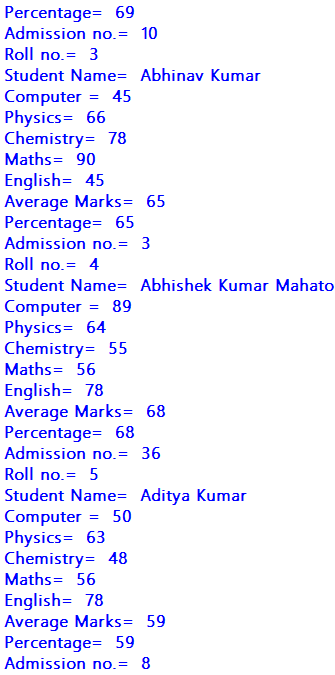 Percentage=  69
Admission no.=  10
Roll no.=  3
Student Name=  Abhinav Kumar
Computer =  45
Physics=  66
Chemistry=  78
Maths=  90
English=  45
Average Marks=  65
Percentage=  65
Admission no.=  3
Roll no.=  4
Student Name=  Abhishek Kumar Mahato
Computer =  89
Physics=  64
Chemistry=  55
Maths=  56
English=  78
Average Marks=  68
Percentage=  68
Admission no.=  36
Roll no.=  5
Student Name=  Aditya Kumar
Computer =  50
Physics=  63
Chemistry=  48
Maths=  56
English=  78
Average Marks=  59
Percentage=  59
Admission no.=  8